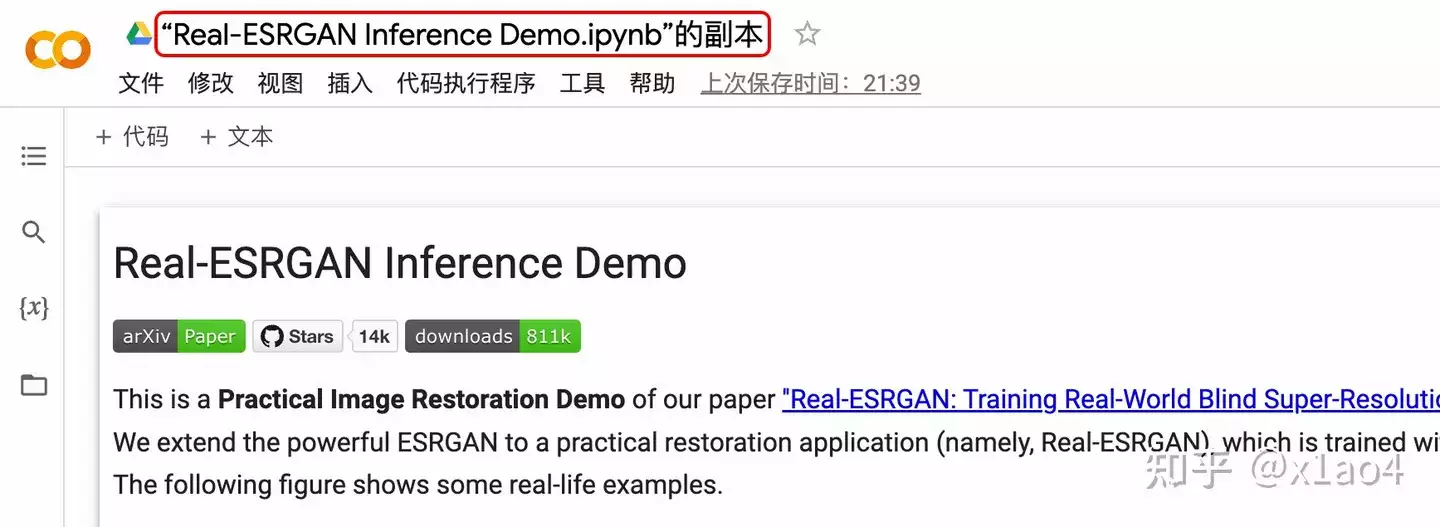 “Real-ESRGAN Inference Demo.ipynb”的副本
文件 修改 视图 插入 代码执行程序 工具 帮助 上次保存时间：21:39
+ 代码 + 文本
{x}
Real-ESRGAN Inference Demo
arXiv Paper Stars 14k downloads 811k
This is a Practical Image Restoration Demo of our paper "Real-ESRGAN: Training Real-World Blind Super-Resolutio
We extend the powerful ESRGAN to a practical restoration application (namely, Real-ESRGAN), which is trained wi
The following figure shows some real-life examples.
知乎 @x1ao4